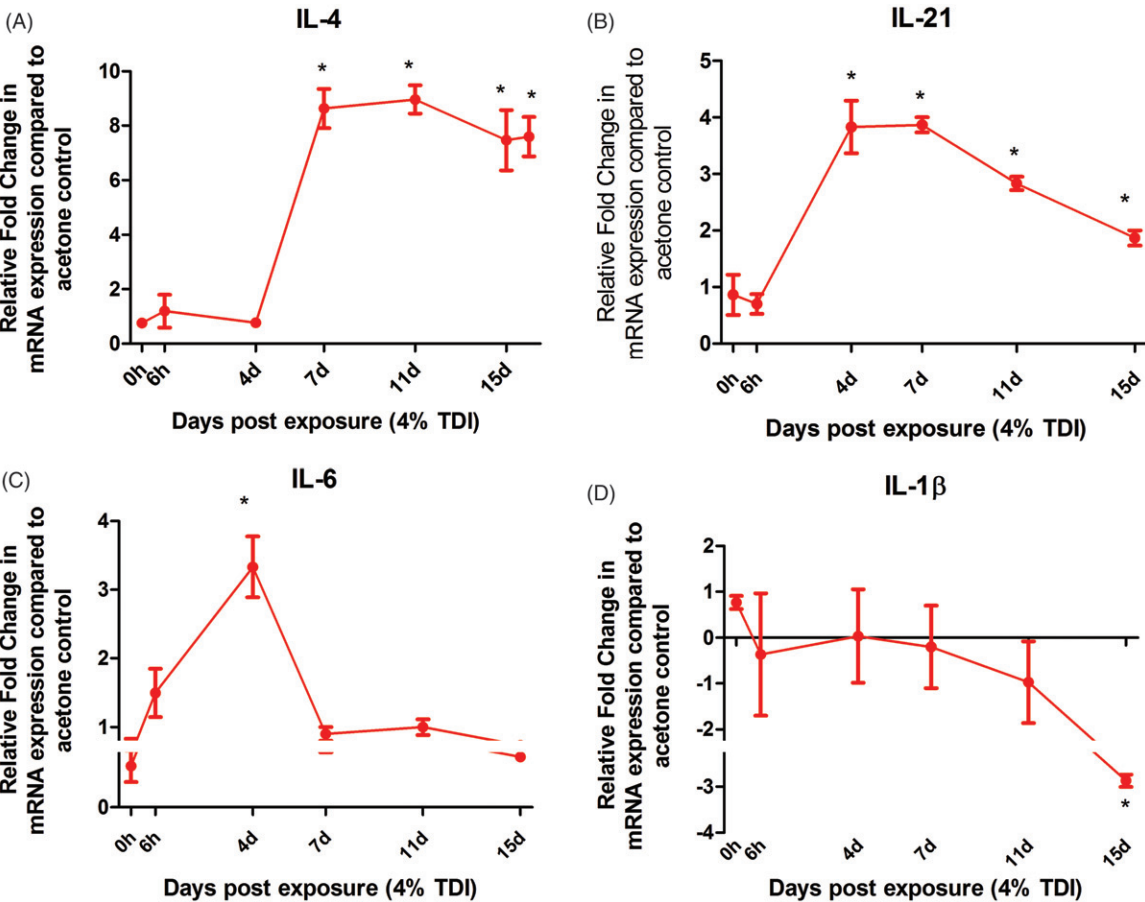 (A)
IL-4
Relative Fold Change in
mRNA expression compared to
acetone control
10
8
6
4
2
0
*
*
*
*
0h
6h
4d
7d
11d
15d
Days post exposure (4% TDI)
(B)
IL-21
Relative Fold Change in
mRNA expression compared to
acetone control
5
4
3
2
1
0
*
*
*
*
0h
6h
4d
7d
11d
15d
Days post exposure (4% TDI)
(C)
IL-6
Relative Fold Change in
mRNA expression compared to
acetone control
4
3
2
1
0
*
0h
6h
4d
7d
11d
15d
Days post exposure (4% TDI)
(D)
IL-1β
Relative Fold Change in
mRNA expression compared to
acetone control
2
1
0
-1
-2
-3
-4
*
0h
6h
4d
7d
11d
15d
Days post exposure (4% TDI)